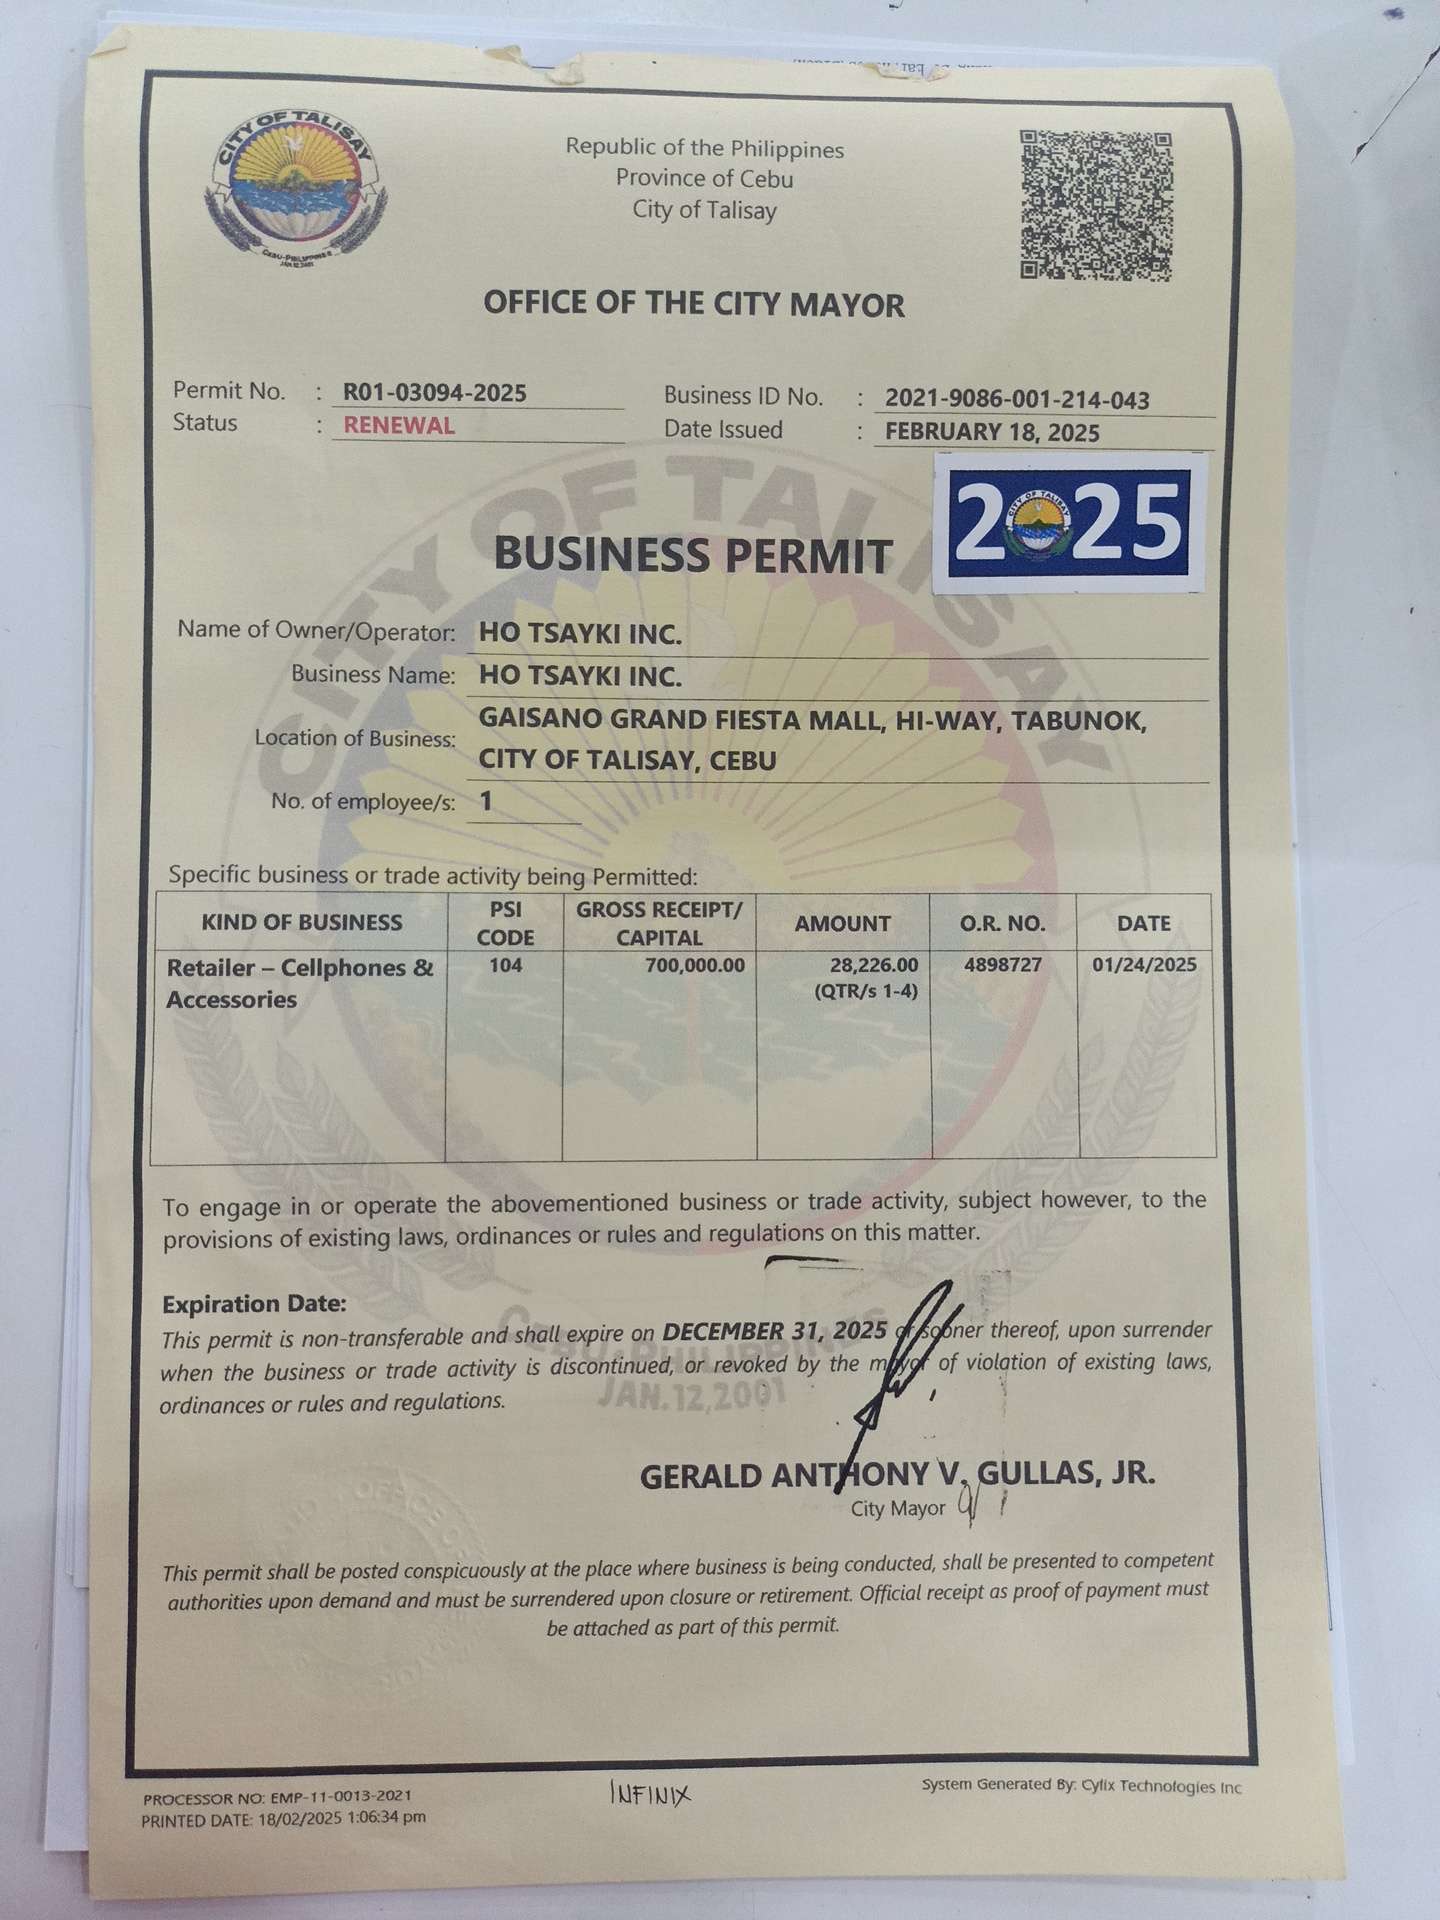 CITY OF TALISAY
CEBU-PHILIPPINES
JAN.12,2001
Republic of the Philippines
Province of Cebu
City of Talisay
OFFICE OF THE CITY MAYOR
Permit No. : R01-03094-2025 Business ID No. : 2021-9086-001-214-043
Status : RENEWAL Date Issued : FEBRUARY 18, 2025
2025
CITY OF TALISAY
BUSINESS PERMIT
Name of Owner/Operator: HO TSAYKI INC.
Business Name: HO TSAYKI INC.
Location of Business: GAISANO GRAND FIESTA MALL, HI-WAY, TABUNOK,
CITY OF TALISAY, CEBU
No. of employee/s: 1
Specific business or trade activity being Permitted:
KIND OF BUSINESS PSI CODE GROSS RECEIPT/ CAPITAL AMOUNT O.R. NO. DATE
Retailer – Cellphones & 104 700,000.00 28,226.00 4898727 01/24/2025
Accessories (QTR/s 1-4)
To engage in or operate the abovementioned business or trade activity, subject however, to the
provisions of existing laws, ordinances or rules and regulations on this matter.
Expiration Date:
This permit is non-transferable and shall expire on DECEMBER 31, 2025 or sooner thereof, upon surrender
when the business or trade activity is discontinued, or revoked by the mayor of violation of existing laws,
ordinances or rules and regulations.
CITY OF TALISAY
CEBU-PHILIPPINES
JAN.12,2001
GERALD ANTHONY V. GULLAS, JR.
City Mayor
This permit shall be posted conspicuously at the place where business is being conducted, shall be presented to competent
authorities upon demand and must be surrendered upon closure or retirement. Official receipt as proof of payment must
be attached as part of this permit.
PROCESSOR NO: EMP-11-0013-2021
PRINTED DATE: 18/02/2025 1:06:34 pm
INFINIX
System Generated By: Cyfix Technologies Inc